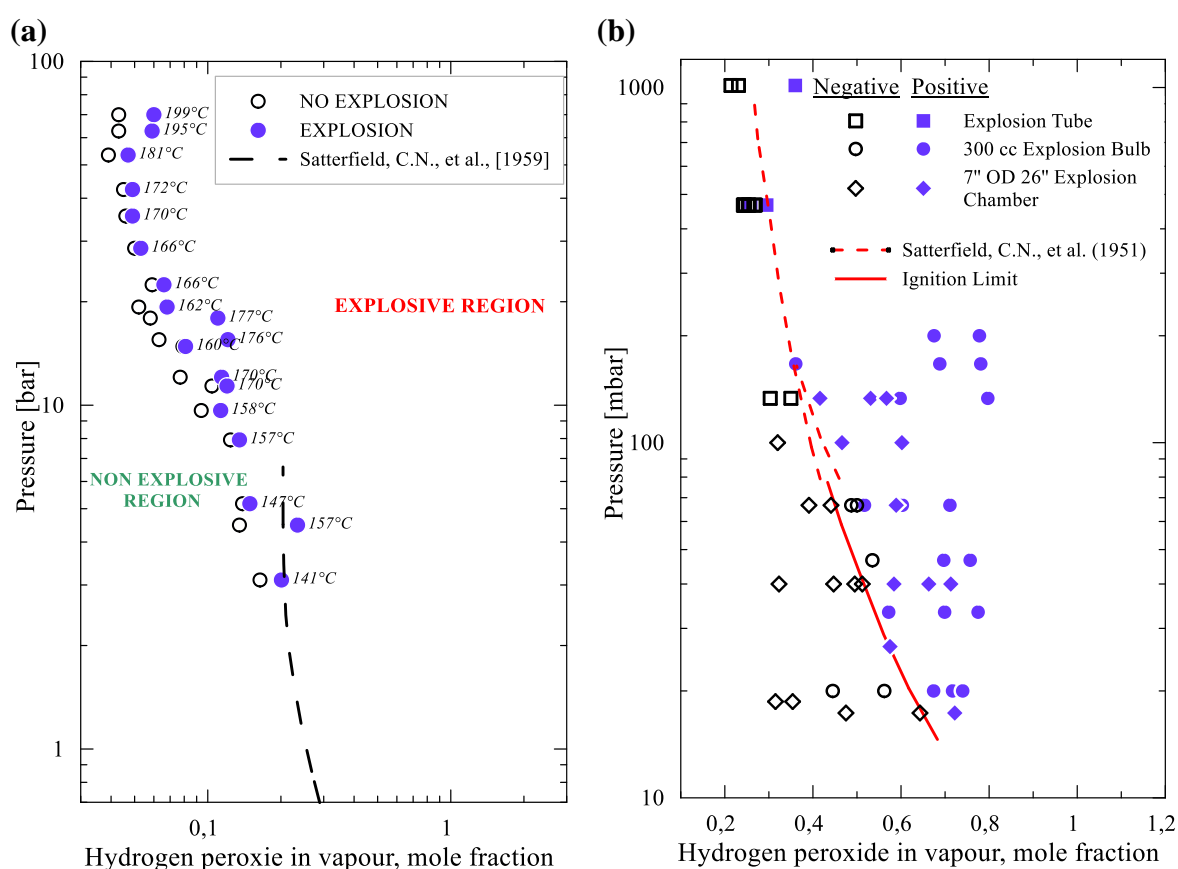 (a)
100
10
1
0,1
1
Pressure [bar]
Hydrogen peroxie in vapour, mole fraction
NO EXPLOSION
EXPLOSION
Satterfield, C.N., et al., [1959]
199°C
195°C
181°C
172°C
170°C
166°C
166°C
162°C
177°C
176°C
160°C
170°C
170°C
158°C
157°C
147°C
157°C
141°C
EXPLOSIVE REGION
NON EXPLOSIVE
REGION
(b)
1000
100
10
0,2
0,4
0,6
0,8
1
1,2
Pressure [mbar]
Hydrogen peroxide in vapour, mole fraction
Negative Positive
Explosion Tube
300 cc Explosion Bulb
7" OD 26" Explosion
Chamber
Satterfield, C.N., et al. (1951)
Ignition Limit